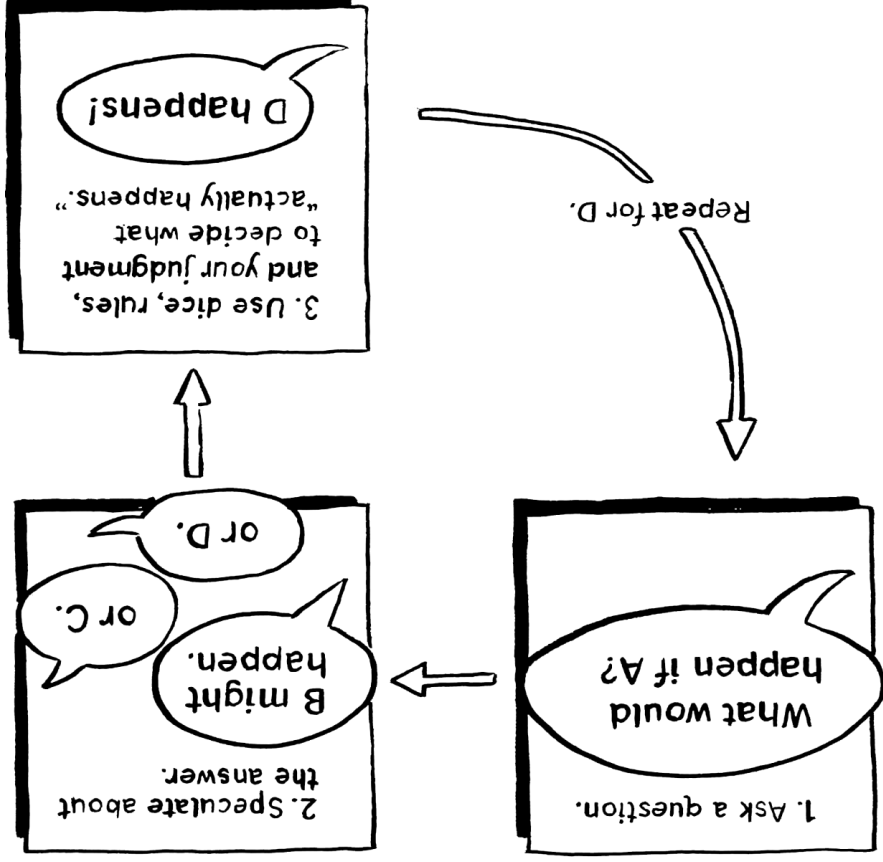 1. Ask a question.
What would
happen if A?
2. Speculate about
the answer.
B might
happen.
or C.
or D.
3. Use dice, rules,
and your judgment
to decide what
“actually happens.”
D happens!
Repeat for D.